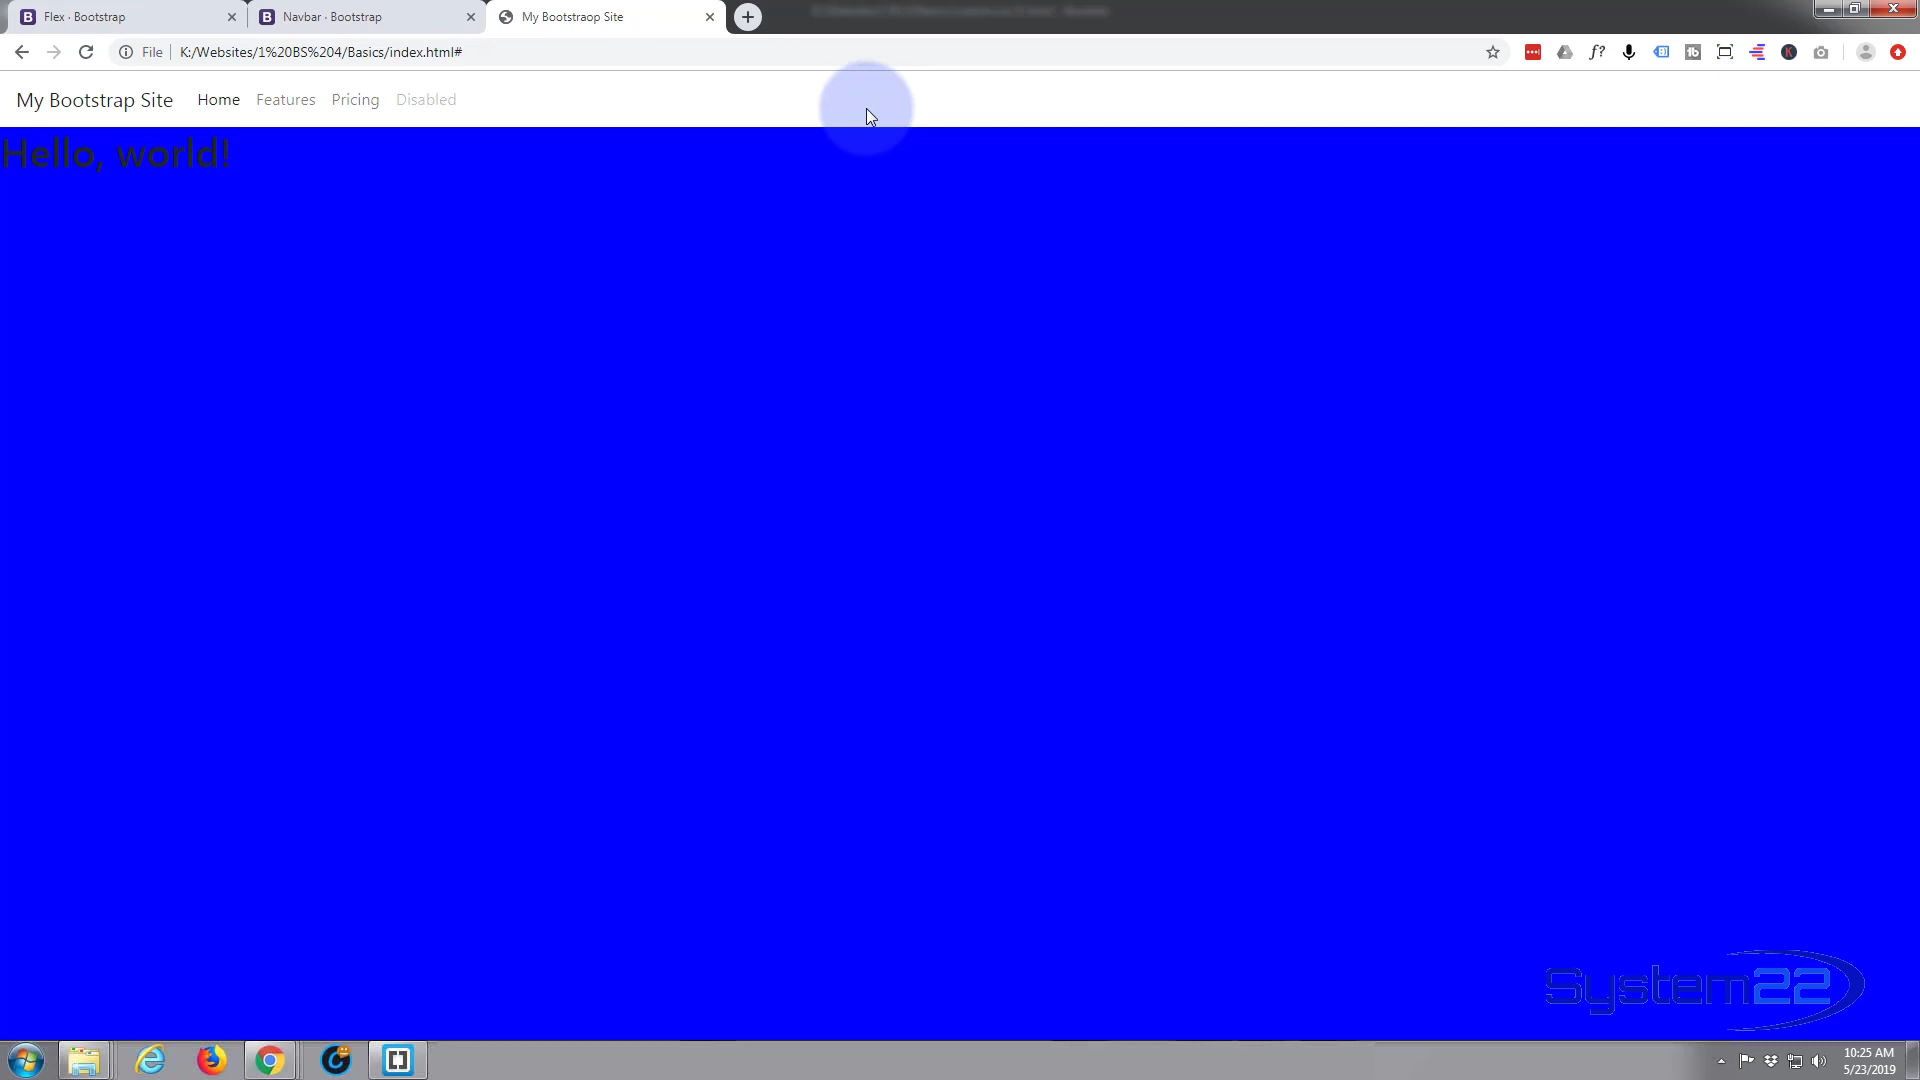 Flex · Bootstrap
Navbar · Bootstrap
My Bootstraop Site
File
K:/Websites/1%20BS%204/Basics/index.html#
My Bootstrap Site Home Features Pricing Disabled
Hello, world!
System22
10:25 AM
5/23/2019